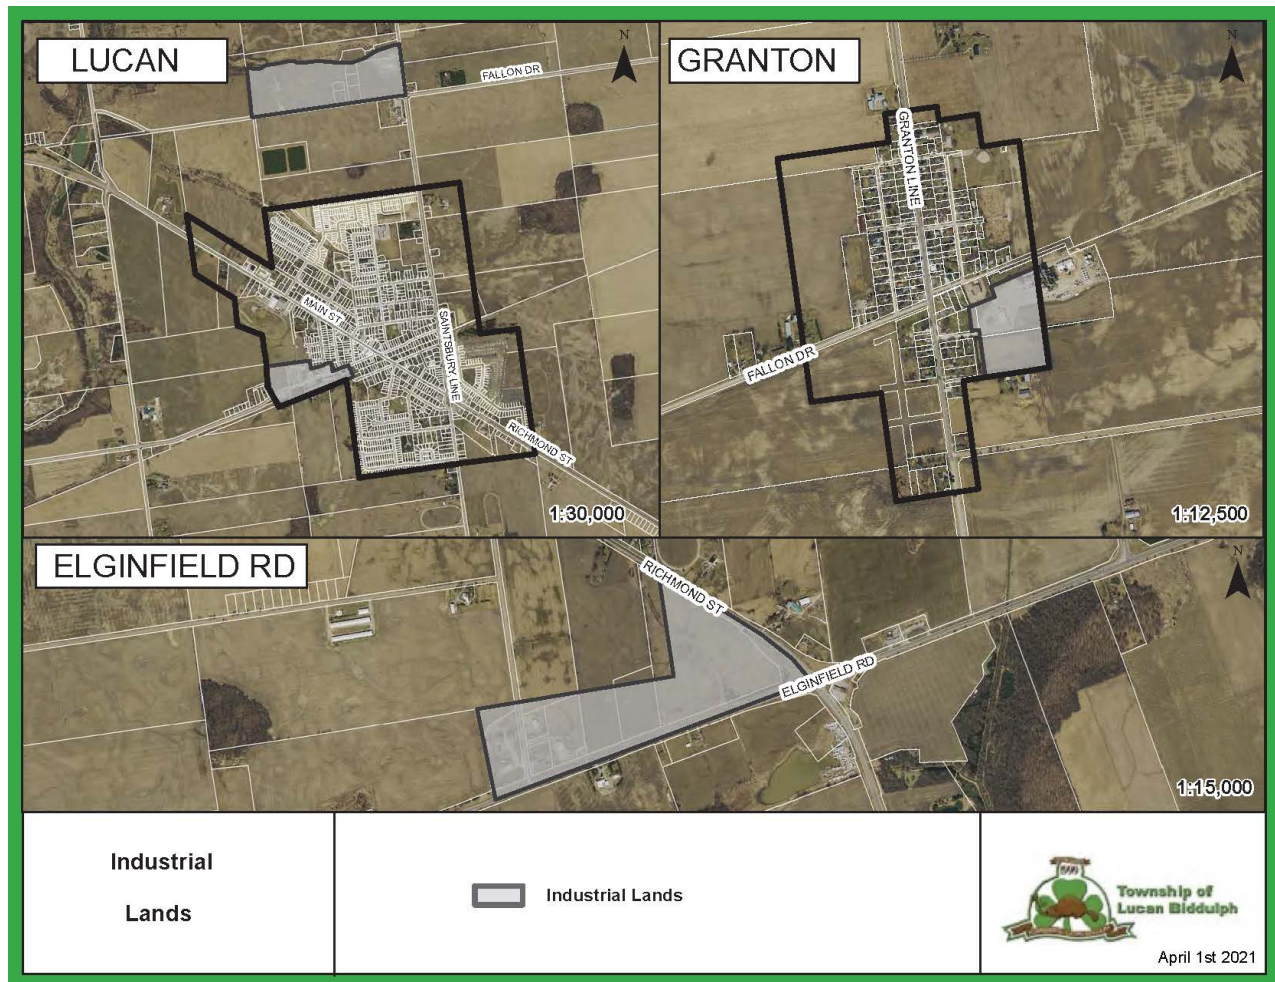 LUCAN
N
FALLON DR
MAIN ST
SAINTSBURY LINE
RICHMOND ST
1:30,000
GRANTON
N
GRANTON LINE
FALLON DR
1:12,500
ELGINFIELD RD
N
RICHMOND ST
ELGINFIELD RD
1:15,000
Industrial
Lands
Industrial Lands
Township of
Lucan Biddulph
April 1st 2021